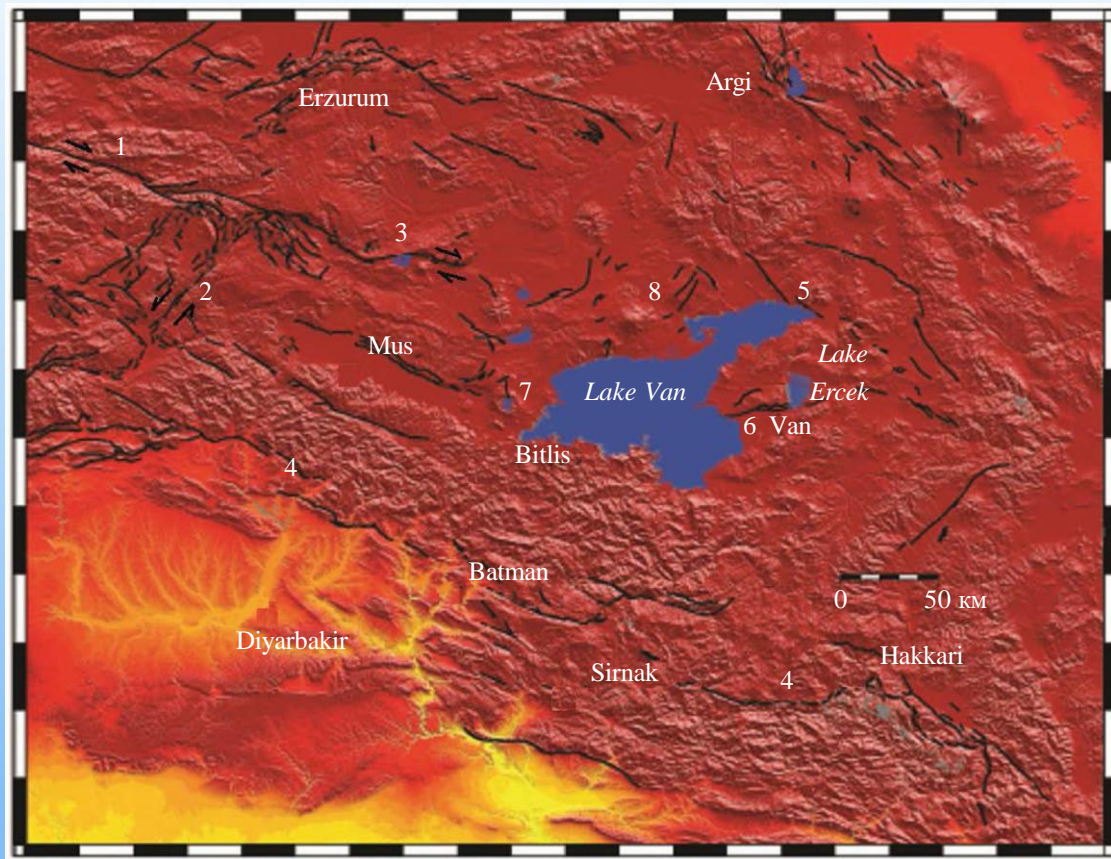 Argi
Erzurum
1
3
2
8
5
Mus
Lake
Ercek
7
Lake Van
6 Van
Bitlis
4
Batman
0 50 км
Diyarbakir
Sirnak
4
Hakkari